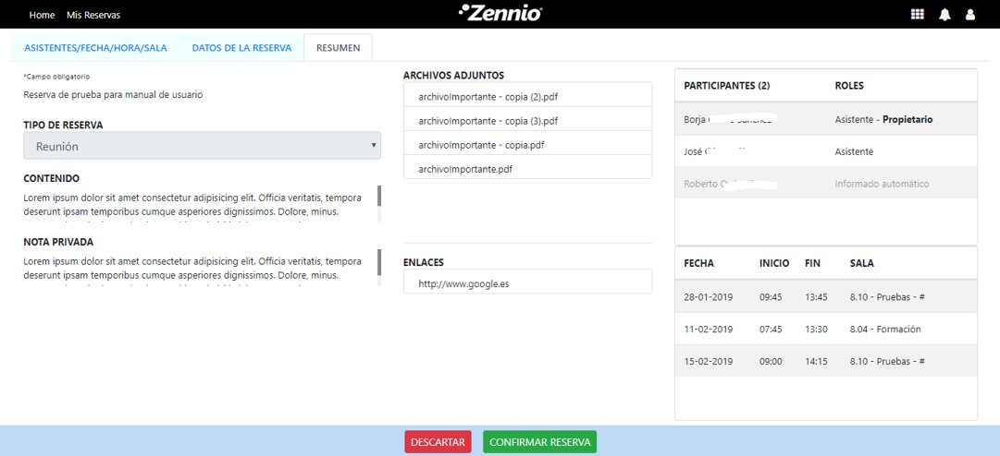 Home Mis Reservas
Zennio
ASISTENTES/FECHA/HORA/SALA DATOS DE LA RESERVA RESUMEN
*Campo obligatorio
Reserva de prueba para manual de usuario
TIPO DE RESERVA
Reunión
CONTENIDO
Lorem ipsum dolor sit amet consectetur adipisicing elit. Officia veritatis, tempora
deserunt ipsam temporibus cumque asperiores dignissimos. Dolore, minus.
NOTA PRIVADA
Lorem ipsum dolor sit amet consectetur adipisicing elit. Officia veritatis, tempora
deserunt ipsam temporibus cumque asperiores dignissimos. Dolore, minus.
ARCHIVOS ADJUNTOS
archivoImportante - copia (2).pdf
archivoImportante - copia (3).pdf
archivoImportante - copia.pdf
archivoImportante.pdf
ENLACES
http://www.google.es
PARTICIPANTES (2) ROLES
Borja Asistente - Propietario
José Asistente
Roberto Informado automático
FECHA INICIO FIN SALA
28-01-2019 09:45 13:45 8.10 - Pruebas - #
11-02-2019 07:45 13:30 8.04 - Formación
15-02-2019 09:00 14:15 8.10 - Pruebas - #
DESCARTAR CONFIRMAR RESERVA